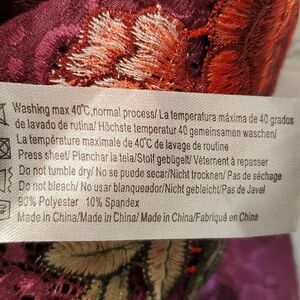 Washing max 40°C,normal process/ La temperatura máxima de 40 grados
de lavado de rutina/ Höchste temperatur 40 gemeinsamen waschen/
La température maximale de 40°C de lavage de routine
Press sheet/ Planchar la teia/Stolf gebügelt/ Vêtement à repasser
Do not tumble dry/ No se puede secar/Nicht trocknen/ Pas de séchage
Do not bleach/ No usar blanqueador/Nicht gebleicht/Pas de Javel
90% Polyester 10% Spandex
Made in China/Made in China/ Made in China/Fabriqué en China